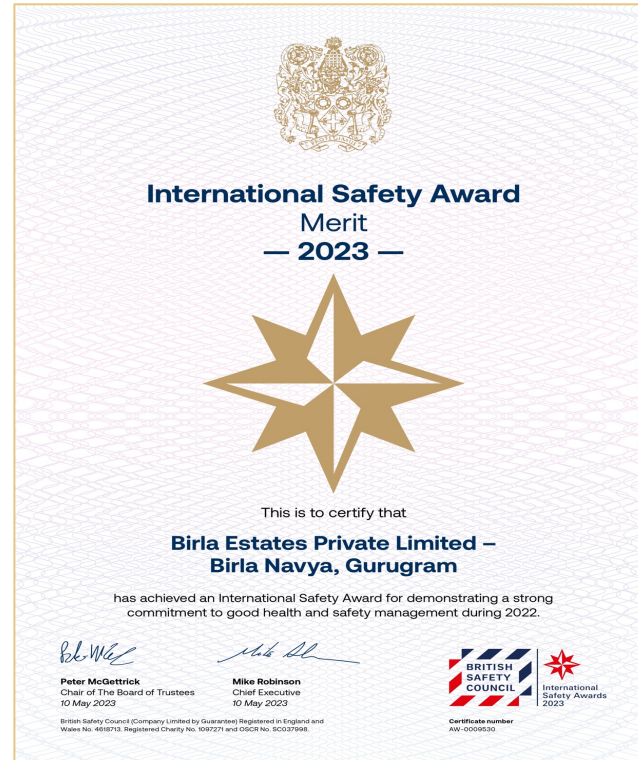 International Safety Award
Merit
— 2023 —
This is to certify that
Birla Estates Private Limited –
Birla Navya, Gurugram
has achieved an International Safety Award for demonstrating a strong
commitment to good health and safety management during 2022.
Peter McGettrick
Chair of The Board of Trustees
10 May 2023
Mike Robinson
Chief Executive
10 May 2023
British Safety Council (Company Limited by Guarantee) Registered in England and
Wales No. 4618713. Registered Charity No. 1097271 and OSCR No. SC037998.
BRITISH
SAFETY
COUNCIL
International
Safety Awards
2023
Certificate number
AW-0009530